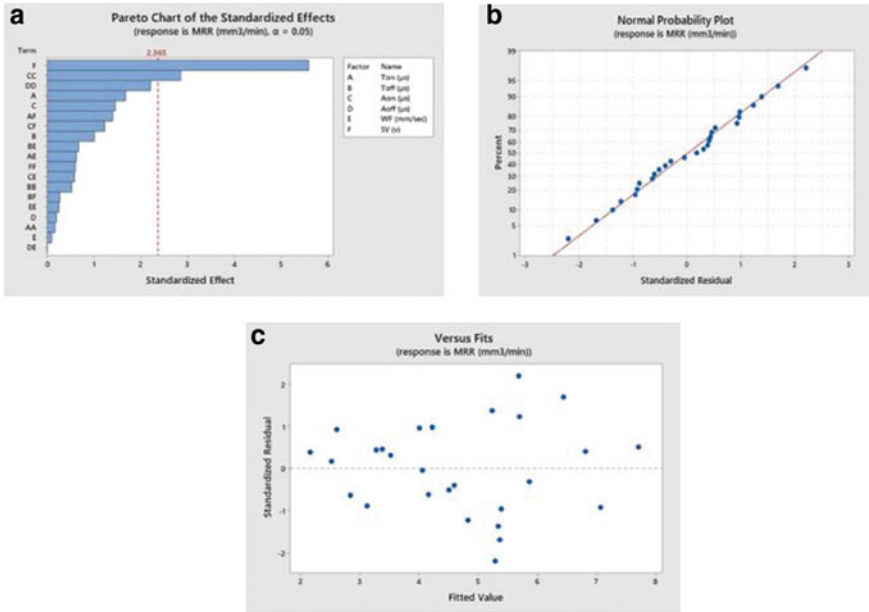 a
Pareto Chart of the Standardized Effects
(response is MRR (mm3/min), α = 0.05)
Term
2.365
F
CC
DD
A
C
AF
CF
B
BE
AE
FF
CE
BB
BF
EE
D
AA
E
DE
0 1 2 3 4 5 6
Standardized Effect
Factor Name
A Ton (µs)
B Toff (µs)
C Aon (µs)
D Aoff (µs)
E WF (mm/sec)
F SV (v)
b
Normal Probability Plot
(response is MRR (mm3/min))
Percent
99
95
90
80
70
60
50
40
30
20
10
5
1
-3 -2 -1 0 1 2 3
Standardized Residual
c
Versus Fits
(response is MRR (mm3/min))
Standardized Residual
2
1
0
-1
-2
2 3 4 5 6 7 8
Fitted Value